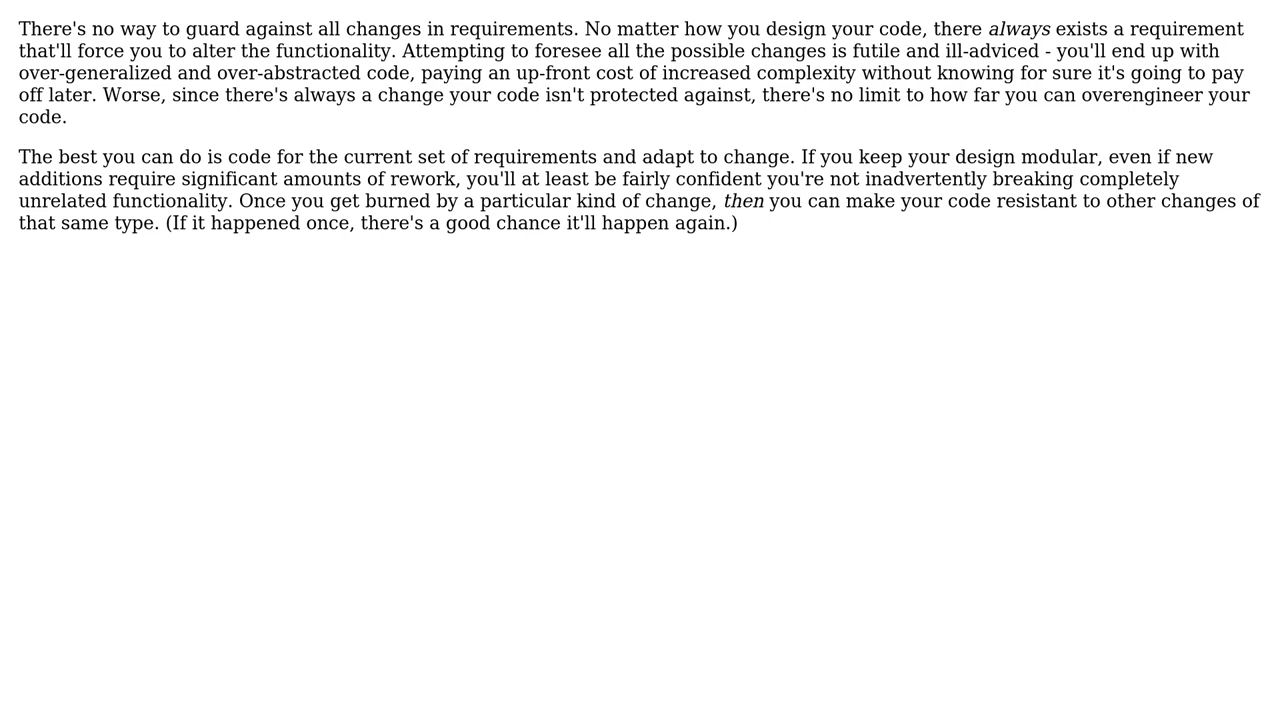 There's no way to guard against all changes in requirements. No matter how you design your code, there always exists a requirement
that'll force you to alter the functionality. Attempting to foresee all the possible changes is futile and ill-adviced - you'll end up with
over-generalized and over-abstracted code, paying an up-front cost of increased complexity without knowing for sure it's going to pay
off later. Worse, since there's always a change your code isn't protected against, there's no limit to how far you can overengineer your
code.
The best you can do is code for the current set of requirements and adapt to change. If you keep your design modular, even if new
additions require significant amounts of rework, you'll at least be fairly confident you're not inadvertently breaking completely
unrelated functionality. Once you get burned by a particular kind of change, then you can make your code resistant to other changes of
that same type. (If it happened once, there's a good chance it'll happen again.)